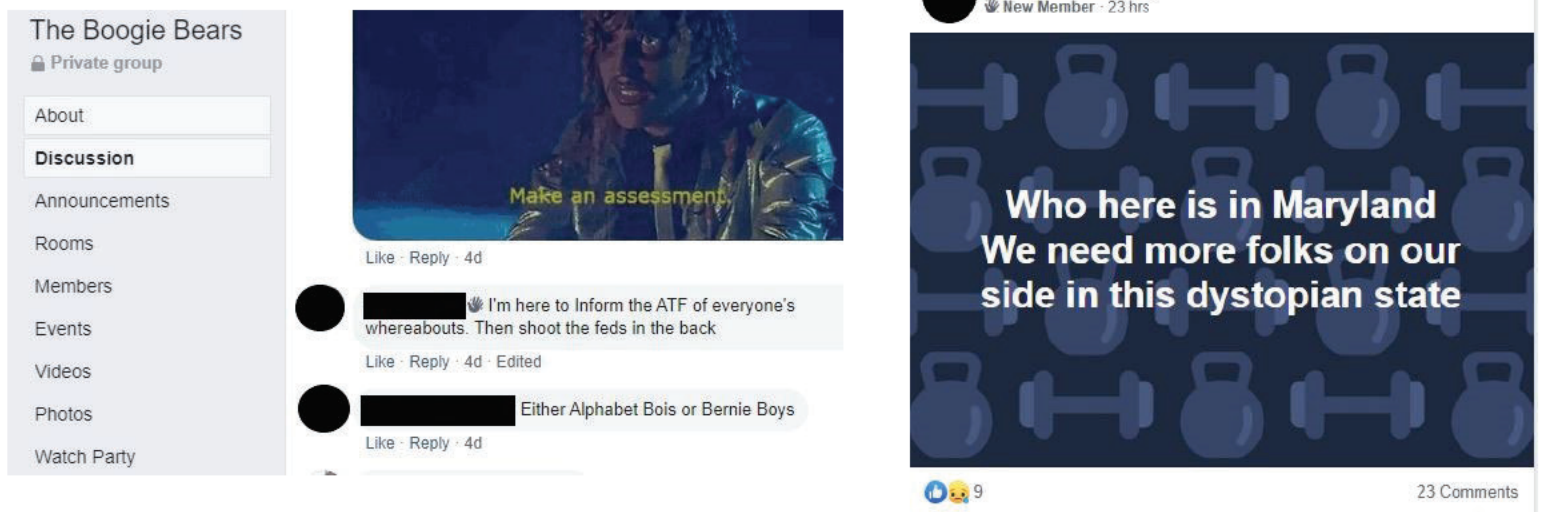 The Boogie Bears
Private group
About
Discussion
Announcements
Rooms
Members
Events
Videos
Photos
Watch Party
Make an assessment.
Like · Reply · 4d
I'm here to Inform the ATF of everyone's
whereabouts. Then shoot the feds in the back
Like · Reply · 4d · Edited
Either Alphabet Bois or Bernie Boys
Like · Reply · 4d
New Member · 23 hrs
Who here is in Maryland
We need more folks on our
side in this dystopian state
9
23 Comments